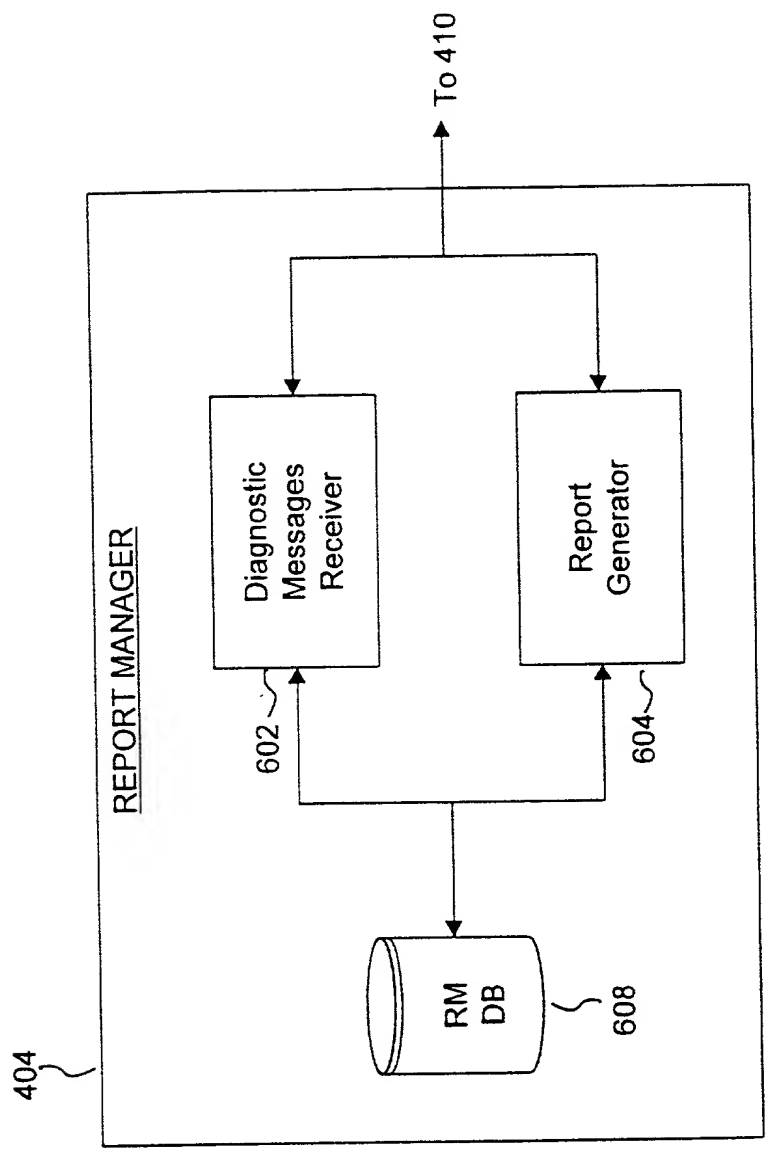 404
REPORT MANAGER
602
Diagnostic
Messages
Receiver
To 410
RM
DB
608
604
Report
Generator